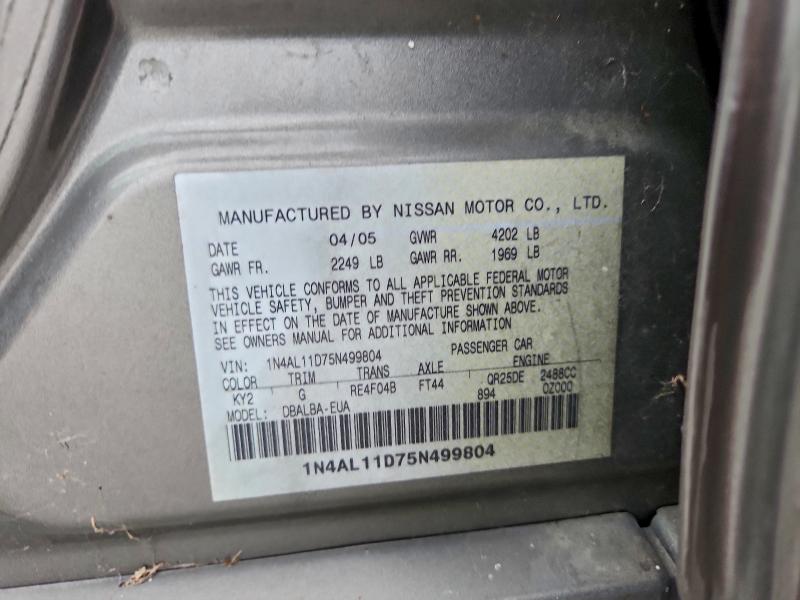 MANUFACTURED BY NISSAN MOTOR CO., LTD.
DATE 04/05 GVWR 4202 LB
GAWR FR. 2249 LB GAWR RR. 1969 LB
THIS VEHICLE CONFORMS TO ALL APPLICABLE FEDERAL MOTOR
VEHICLE SAFETY, BUMPER AND THEFT PREVENTION STANDARDS
IN EFFECT ON THE DATE OF MANUFACTURE SHOWN ABOVE.
SEE OWNERS MANUAL FOR ADDITIONAL INFORMATION
VIN: 1N4AL11D75N499804 PASSENGER CAR
COLOR TRIM TRANS AXLE ENGINE
KY2 G RE4F04B FT44 QR25DE 2488CC
MODEL: DBALBA-EUA 894 0Z000
1N4AL11D75N499804